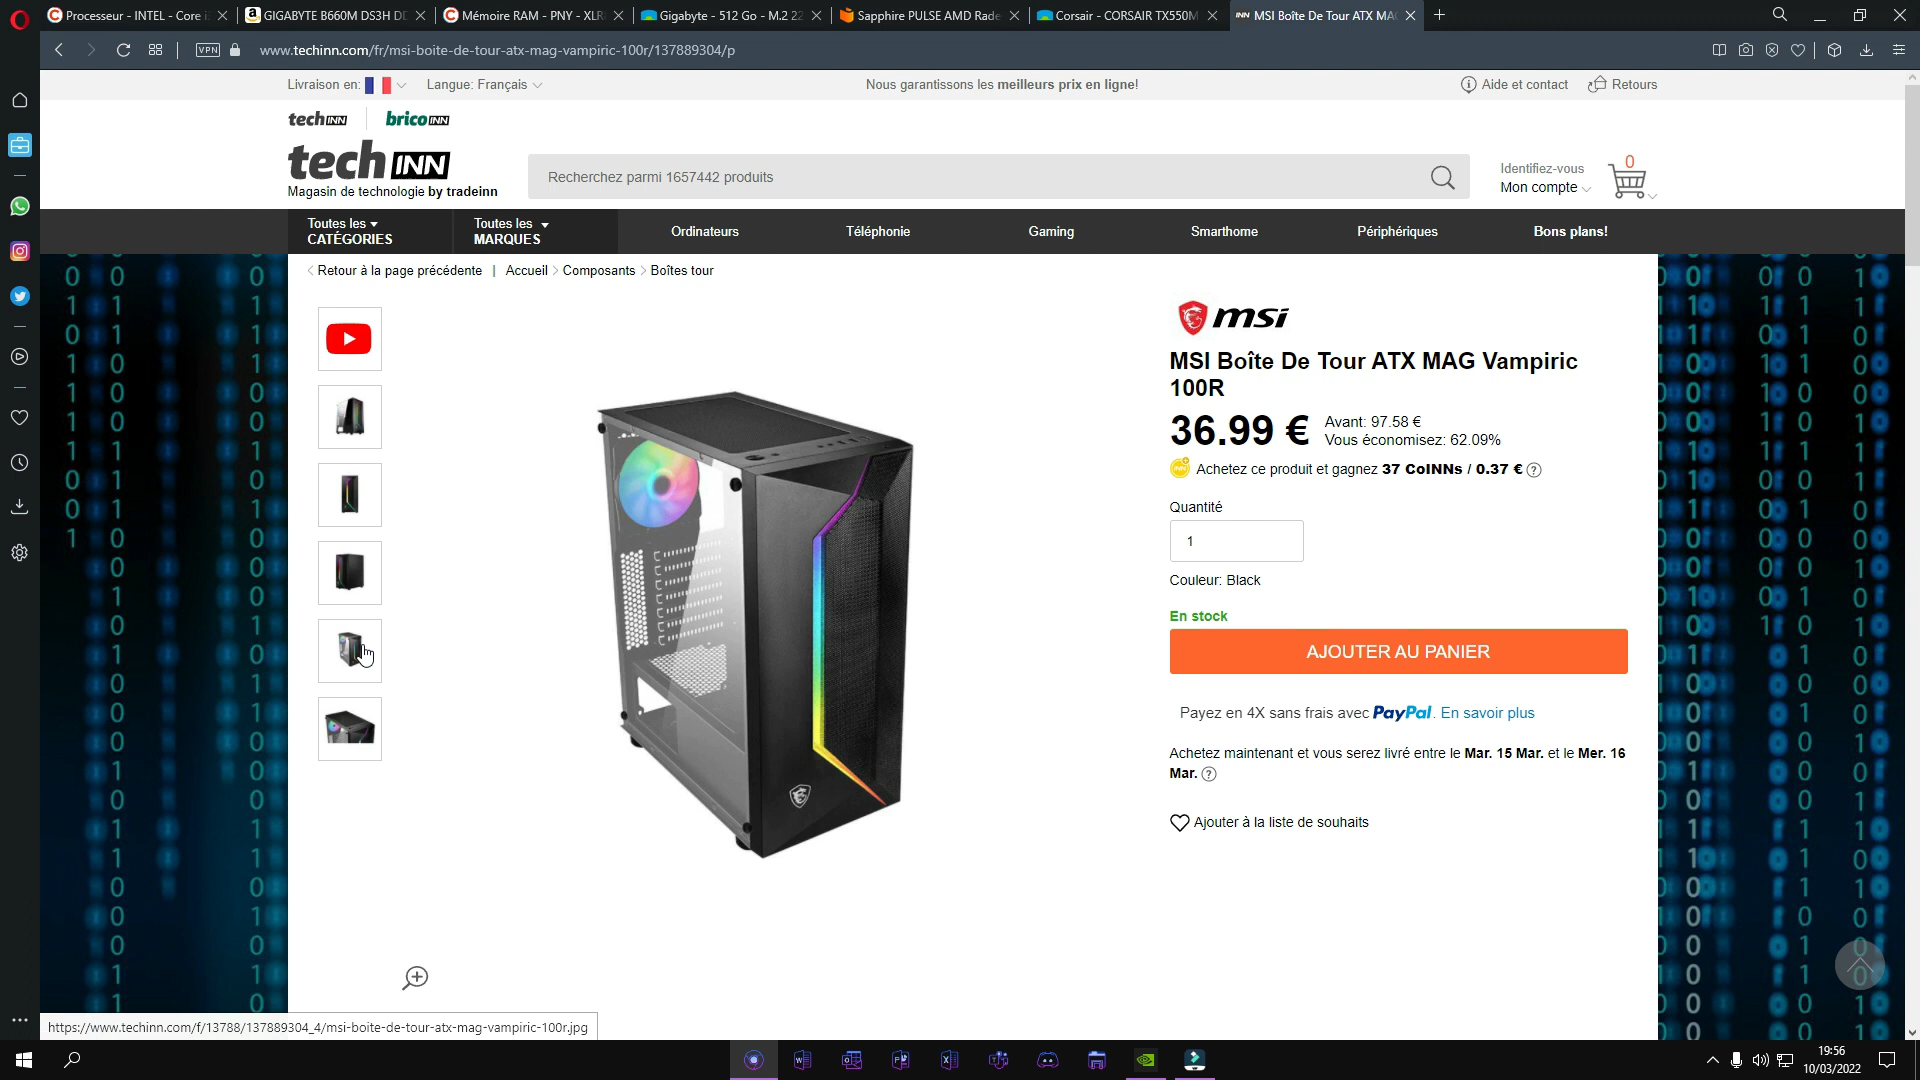 Processeur - INTEL - Core i
GIGABYTE B660M DS3H D
Mémoire RAM - PNY - XLR
Gigabyte - 512 Go - M.2 22
Sapphire PULSE AMD Rade
Corsair - CORSAIR TX550M
INN MSI Boîte De Tour ATX MA
VPN
www.techinn.com/fr/msi-boite-de-tour-atx-mag-vampiric-100r/137889304/p
Livraison en:
Langue: Français
Nous garantissons les meilleurs prix en ligne!
Aide et contact
Retours
techINN
bricoINN
tech INN
Magasin de technologie by tradeinn
Recherchez parmi 1657442 produits
Identifiez-vous
Mon compte
0
Toutes les
CATÉGORIES
Toutes les
MARQUES
Ordinateurs
Téléphonie
Gaming
Smarthome
Périphériques
Bons plans!
< Retour à la page précédente | Accueil > Composants > Boîtes tour
msi
MSI Boîte De Tour ATX MAG Vampiric
100R
36.99 €
Avant: 97.58 €
Vous économisez: 62.09%
Achetez ce produit et gagnez 37 CoINNs / 0.37 € ?
Quantité
1
Couleur: Black
En stock
AJOUTER AU PANIER
Payez en 4X sans frais avec PayPal. En savoir plus
Achetez maintenant et vous serez livré entre le Mar. 15 Mar. et le Mer. 16
Mar. ?
Ajouter à la liste de souhaits
https://www.techinn.com/f/13788/137889304_4/msi-boite-de-tour-atx-mag-vampiric-100r.jpg
19:56
10/03/2022